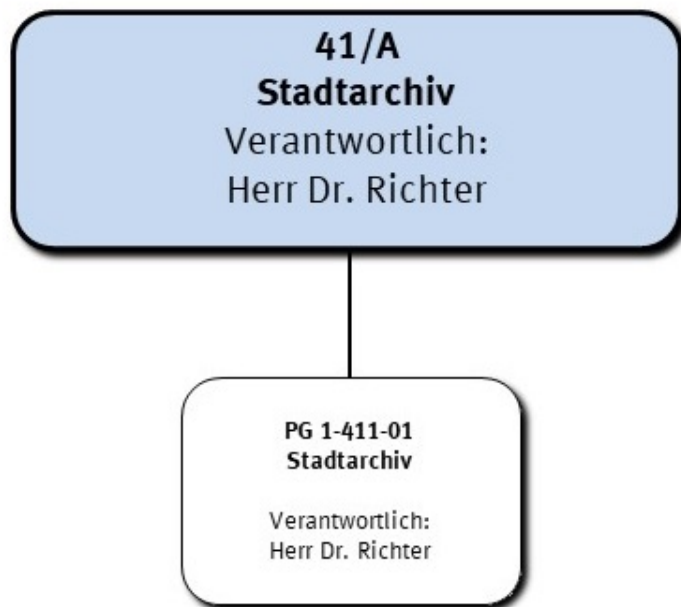 41/A
Stadtarchiv
Verantwortlich:
Herr Dr. Richter
PG 1-411-01
Stadtarchiv
Verantwortlich:
Herr Dr. Richter